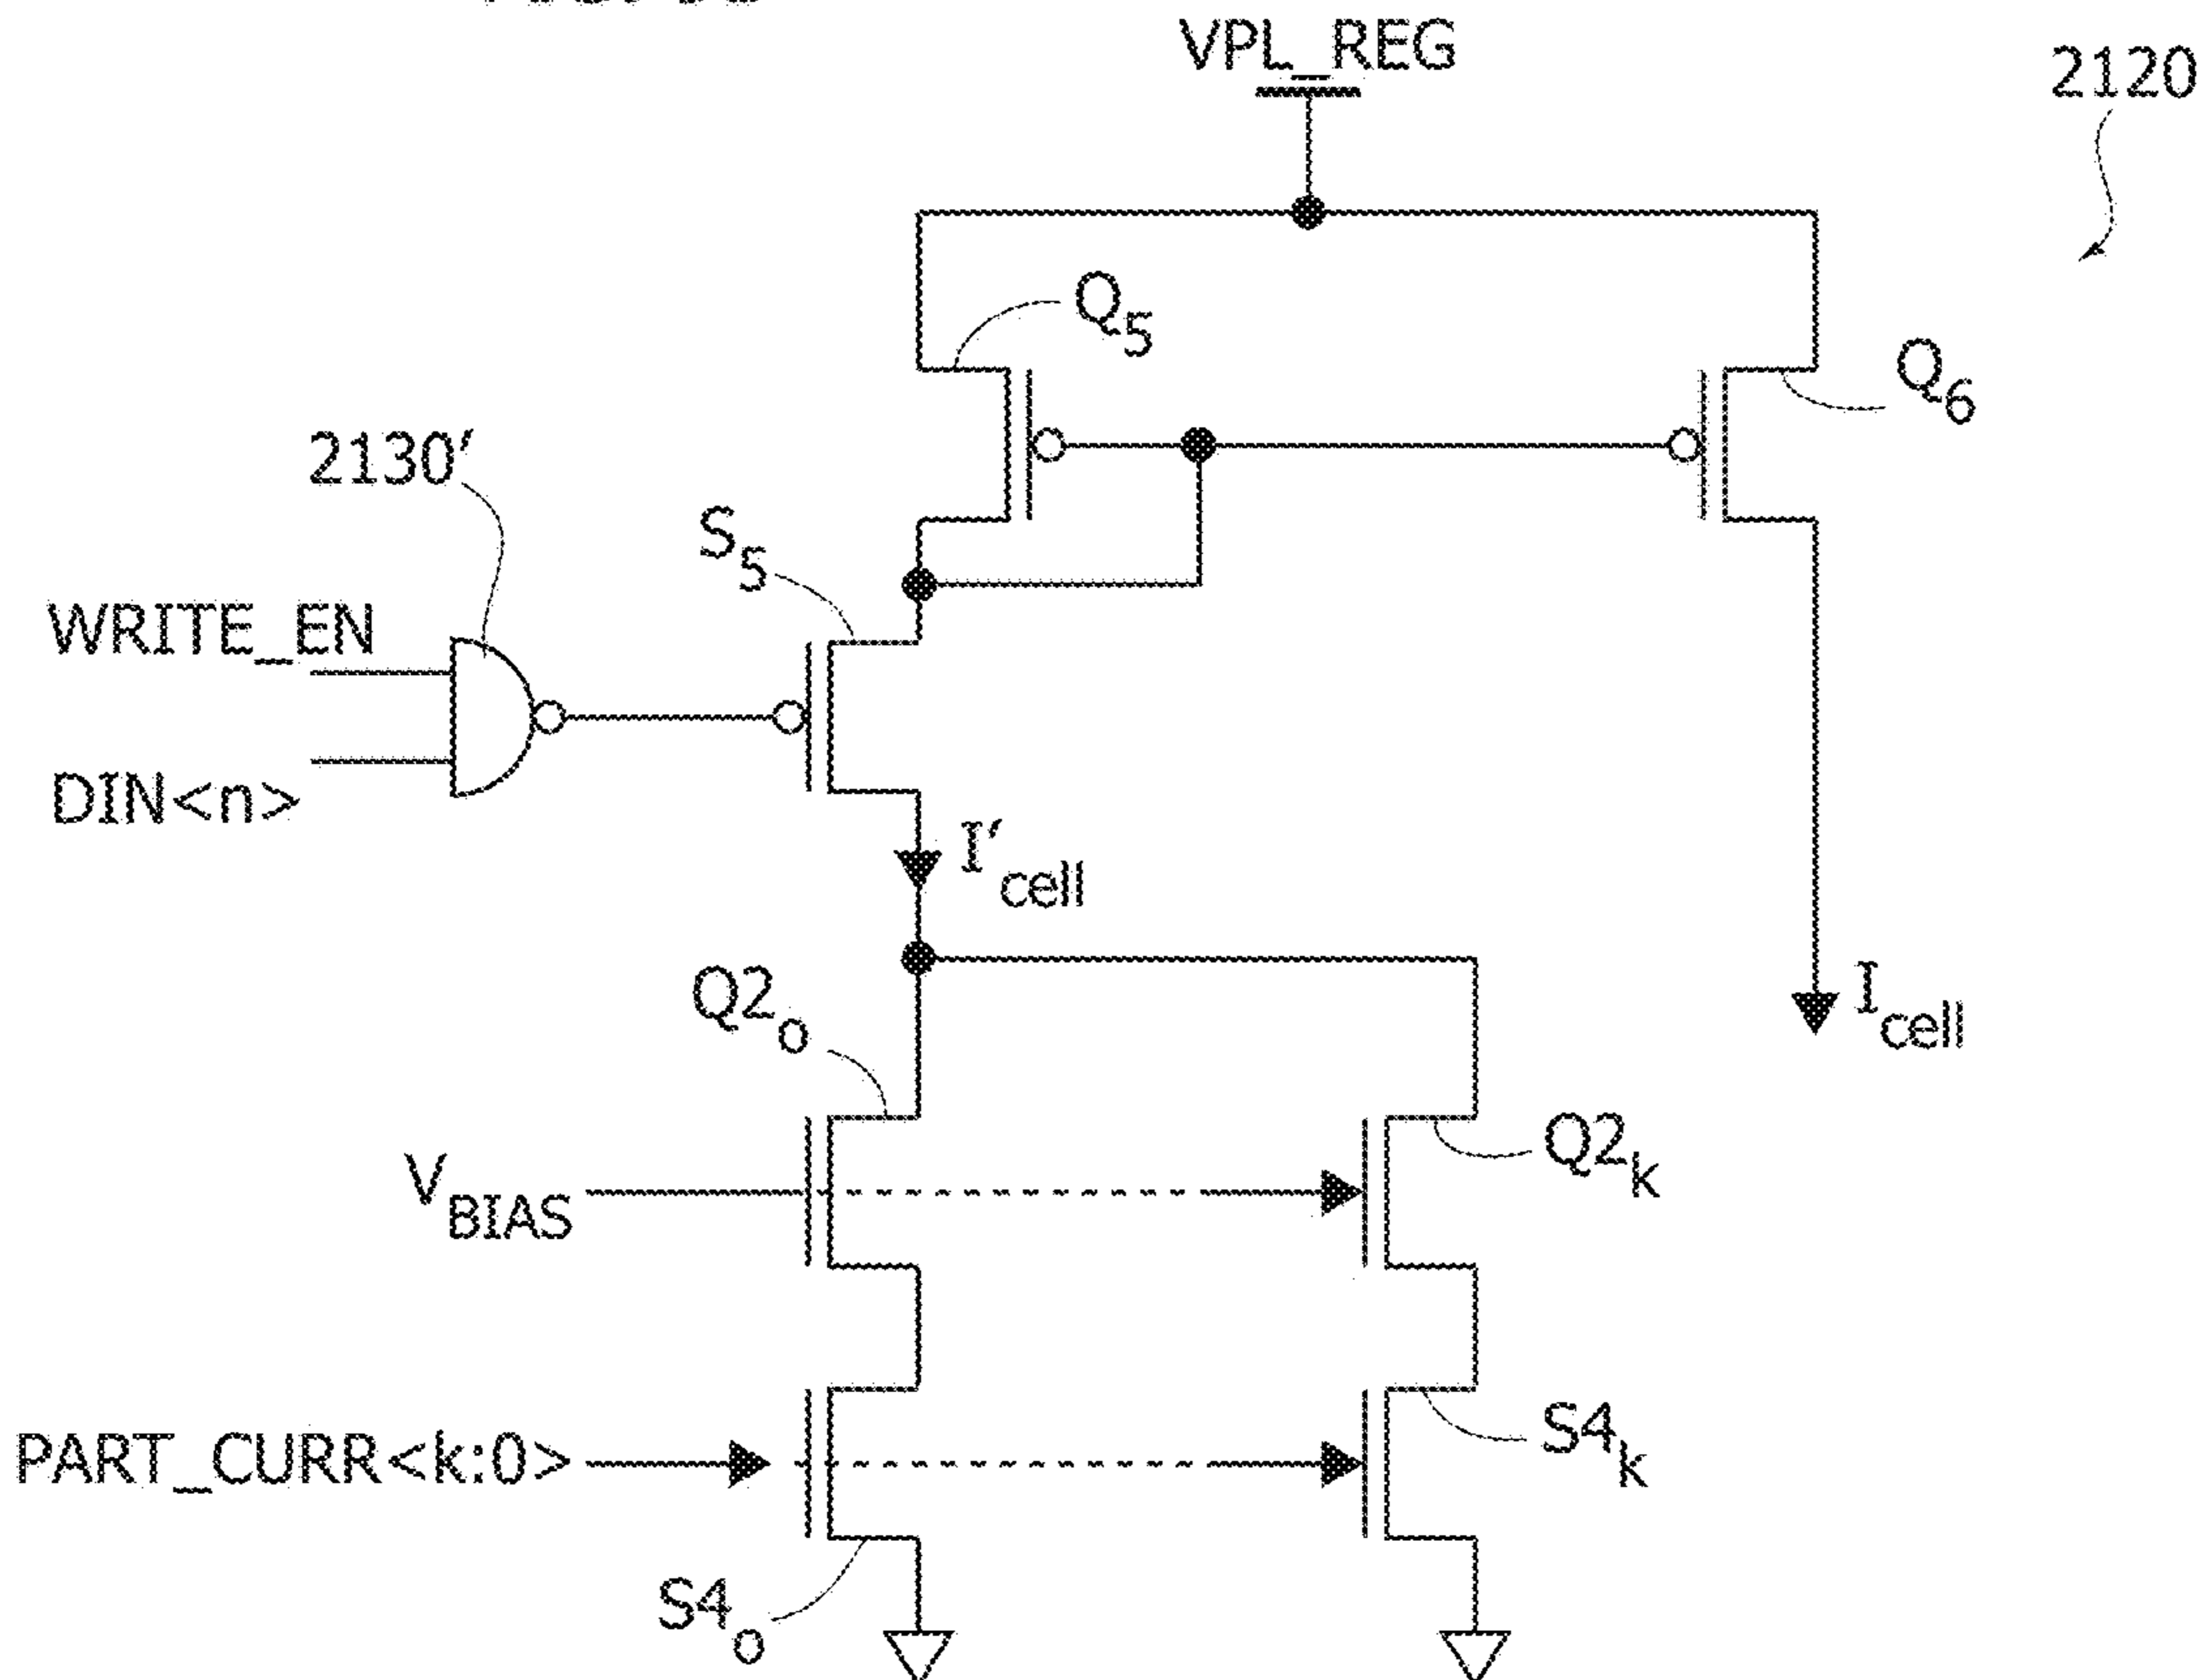 VPL_REG
2120
Q5
Q6
2130'
S5
WRITE_EN
DIN<n>
I'cell
Q2o
Icell
VBIAS
Q2k
PART_CURR<k:0>
S4k
S4o